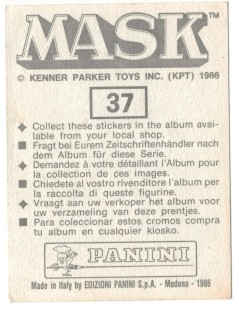 MASK™
© KENNER PARKER TOYS INC. (KPT) 1986
37
Collect these stickers in the album avai-
lable from your local shop.
Fragt bei Eurem Zeitschriftenhändler nach
dem Album für diese Serie.
Demandez à votre détaillant l'Album pour
la collection de ces images.
Chiedete al vostro rivenditore l'album per
la raccolta di queste figurine.
Vraagt aan uw verkoper het album voor
uw verzameling van deze prentjes.
Para coleccionar estos cromos compra
tu album en cualquier kiosko.
PANINI
Made in Italy by EDIZIONI PANINI S.p.A. - Modena - 1986